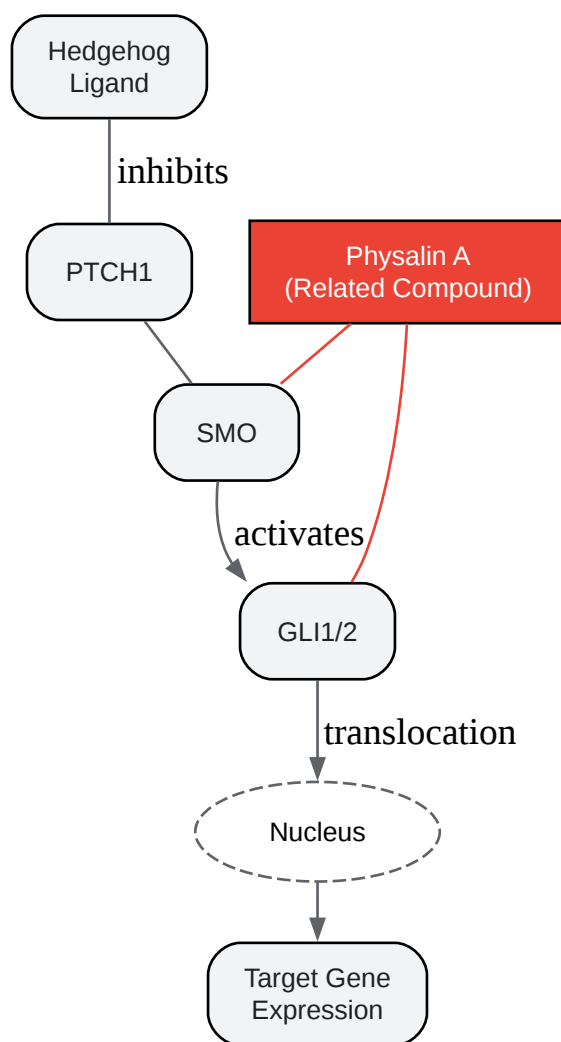 Hedgehog
Ligand
inhibits
PTCH1
Physalin A
(Related Compound)
SMO
activates
GLI1/2
translocation
Nucleus
Target Gene
Expression